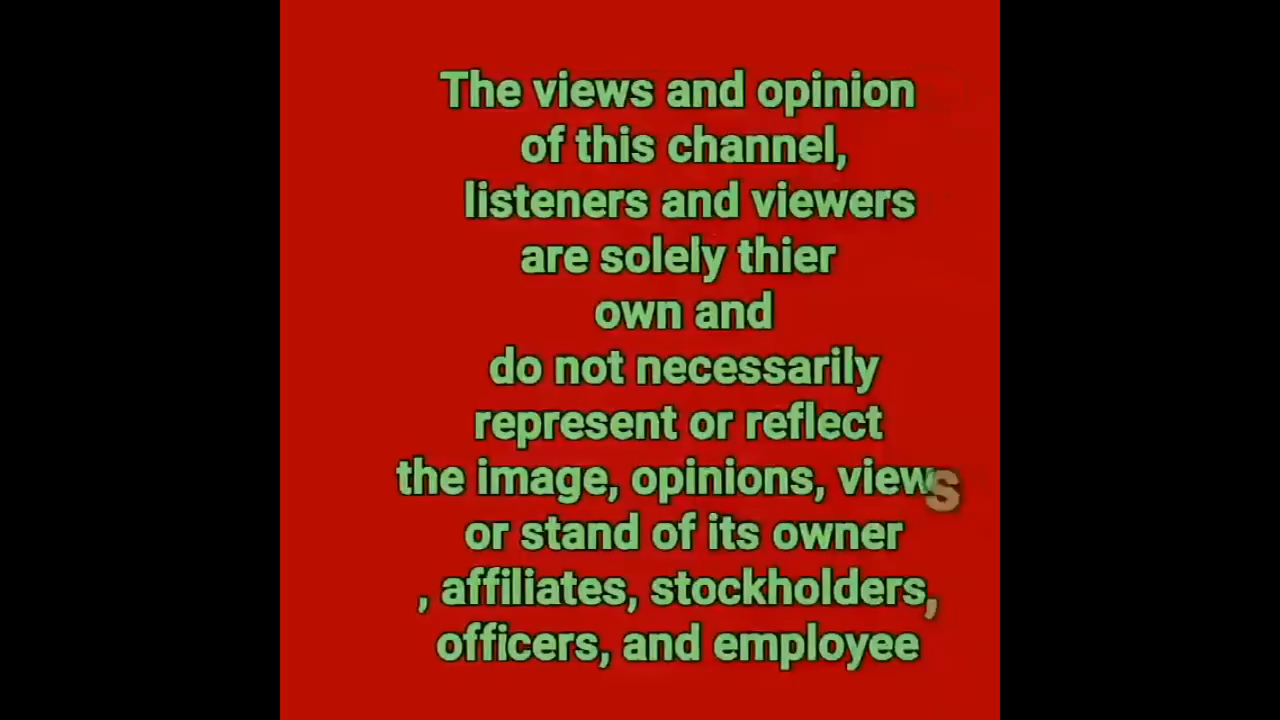 The views and opinion
of this channel,
listeners and viewers
are solely thier
own and
do not necessarily
represent or reflect
the image, opinions, views
or stand of its owner
, affiliates, stockholders,
officers, and employee